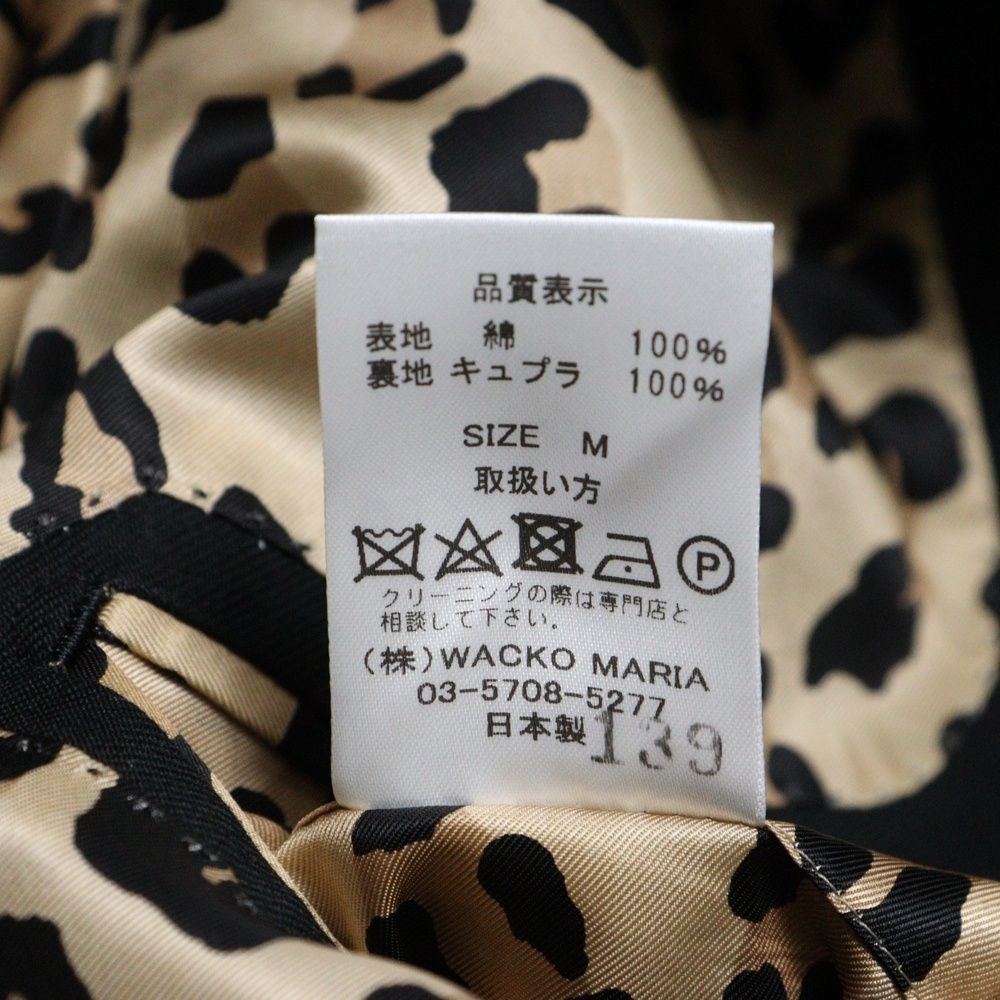 品質表示
表地 綿 100%
裏地 キュプラ 100%
SIZE M
取扱い方
P
クリーニングの際は専門店と
相談して下さい。
(株)WACKO MARIA
03-5708-5277
日本製 139